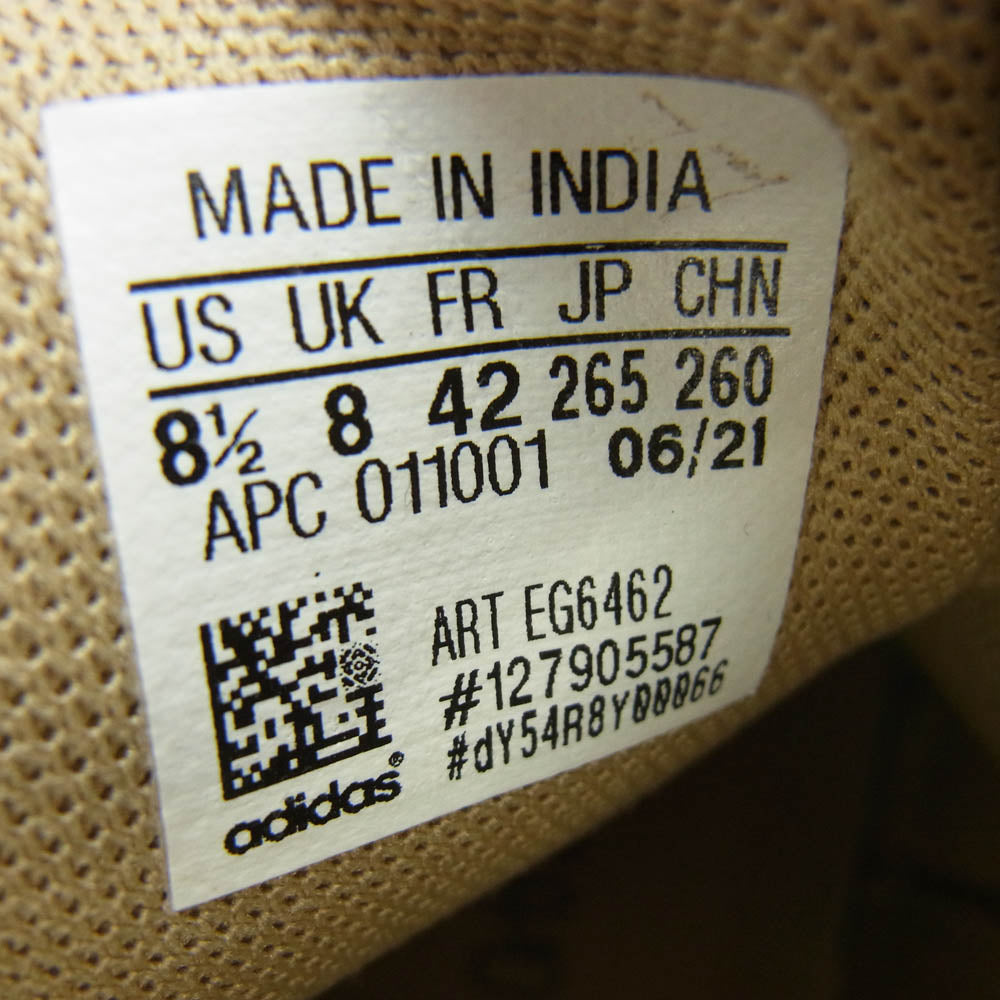 MADE IN INDIA
US UK FR JP CHN
8½ 8 42 265 260
APC 011001 06/21
ART EG6462
#127905587
#dY54R8Y00066
adidas®